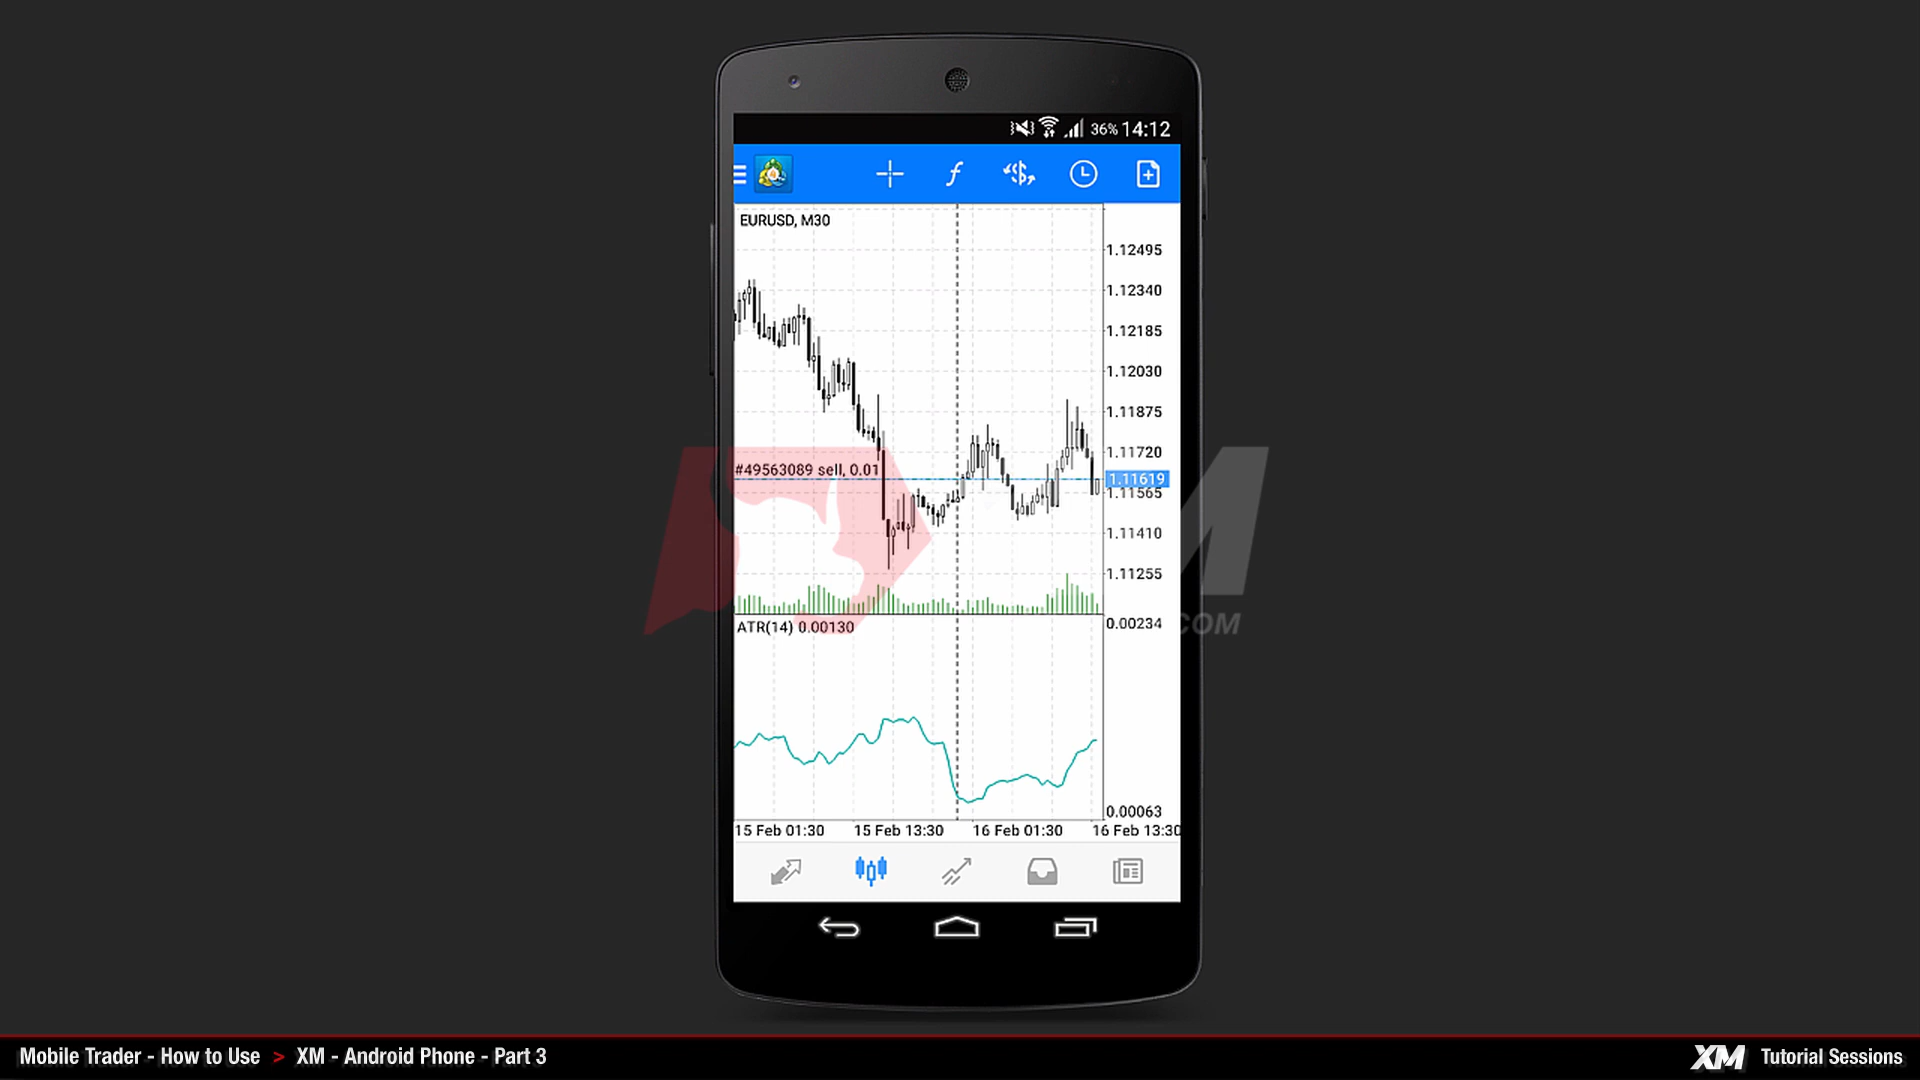 36% 14:12
EURUSD, M30
1.12495
1.12340
1.12185
1.12030
1.11875
1.11720
#49563089 sell, 0.01
1.11619
1.11565
1.11410
1.11255
ATR(14) 0.00130
0.00234
M
.COM
0.00063
15 Feb 01:30 15 Feb 13:30 16 Feb 01:30 16 Feb 13:30
Mobile Trader - How to Use > XM - Android Phone - Part 3
XM Tutorial Sessions